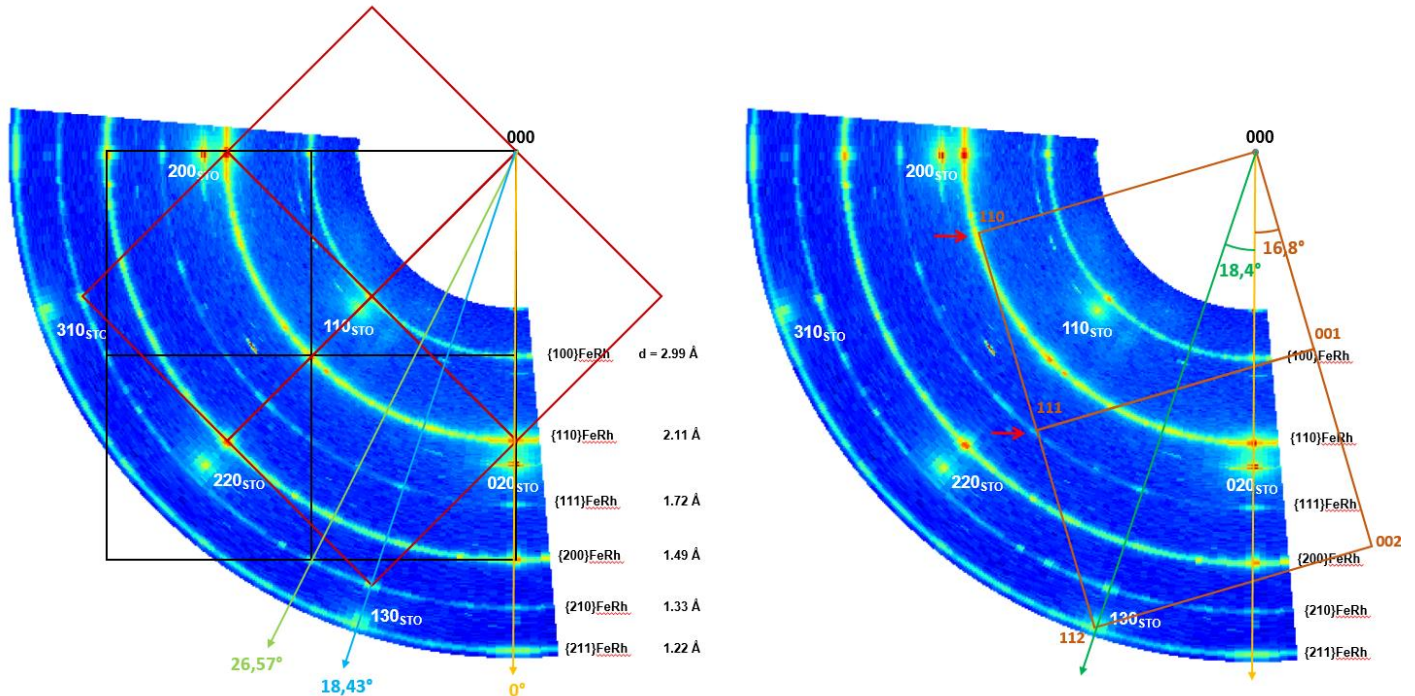 000
200STO
110STO
310STO
220STO
020STO
130STO
{100}FeRh d = 2.99 Å
{110}FeRh 2.11 Å
{111}FeRh 1.72 Å
{200}FeRh 1.49 Å
{210}FeRh 1.33 Å
{211}FeRh 1.22 Å
26,57°
18,43°
0°
000
200STO
110
16,8°
18,4°
110STO
310STO
001
{100}FeRh
111
{110}FeRh
220STO
020STO
{111}FeRh
002
{200}FeRh
{210}FeRh
130STO
112
{211}FeRh